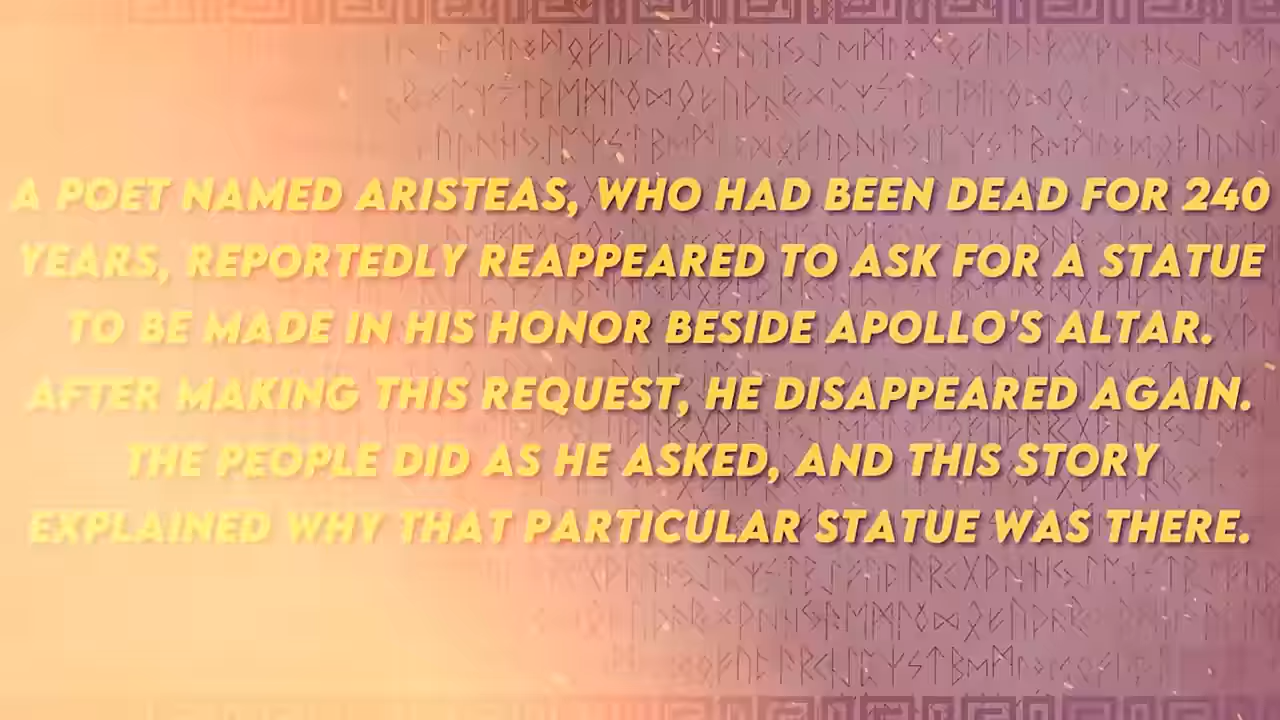 A POET NAMED ARISTEAS, WHO HAD BEEN DEAD FOR 240
YEARS, REPORTEDLY REAPPEARED TO ASK FOR A STATUE
TO BE MADE IN HIS HONOR BESIDE APOLLO'S ALTAR.
AFTER MAKING THIS REQUEST, HE DISAPPEARED AGAIN.
THE PEOPLE DID AS HE ASKED, AND THIS STORY
EXPLAINED WHY THAT PARTICULAR STATUE WAS THERE.